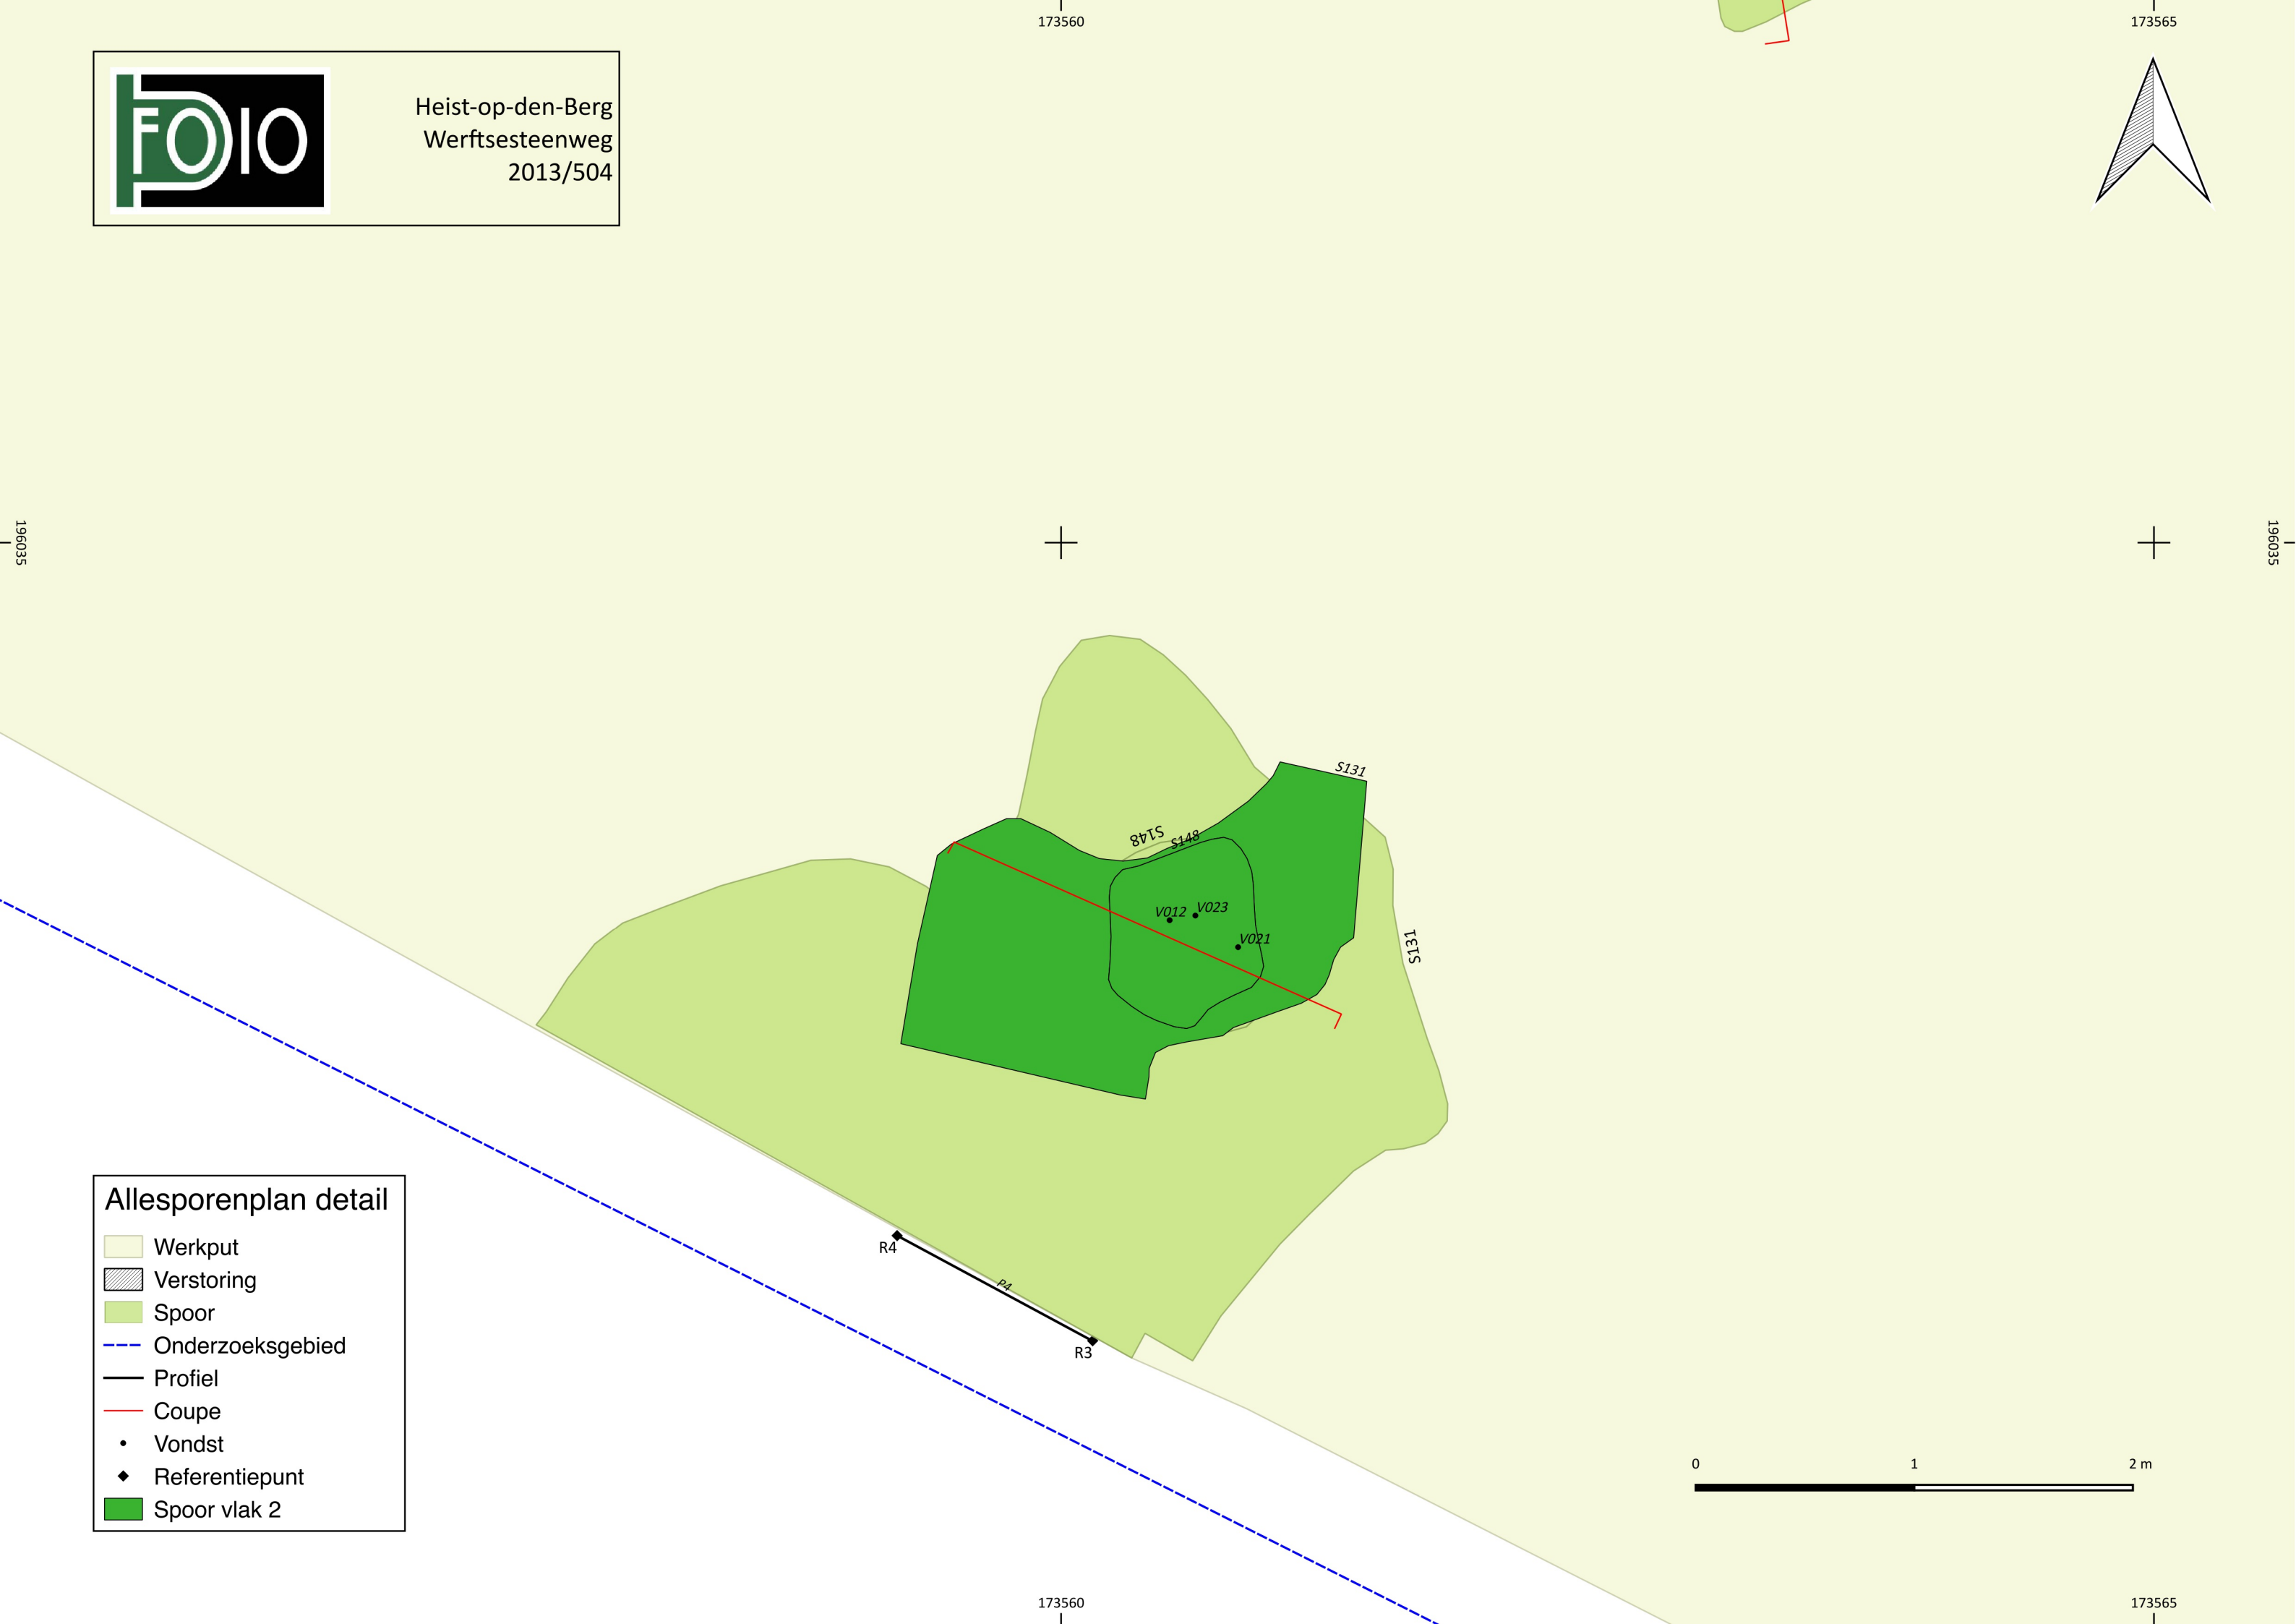 173560
173565
FODIO
Heist-op-den-Berg
Werftsesteenweg
2013/504
196035
196035
S131
S148
S148
V012
V023
V021
S131
R4
P4
R3
Allesporenplan detail
Werkput
Verstoring
Spoor
Onderzoeksgebied
Profiel
Coupe
Vondst
Referentiepunt
Spoor vlak 2
0 1 2 m
173560
173565